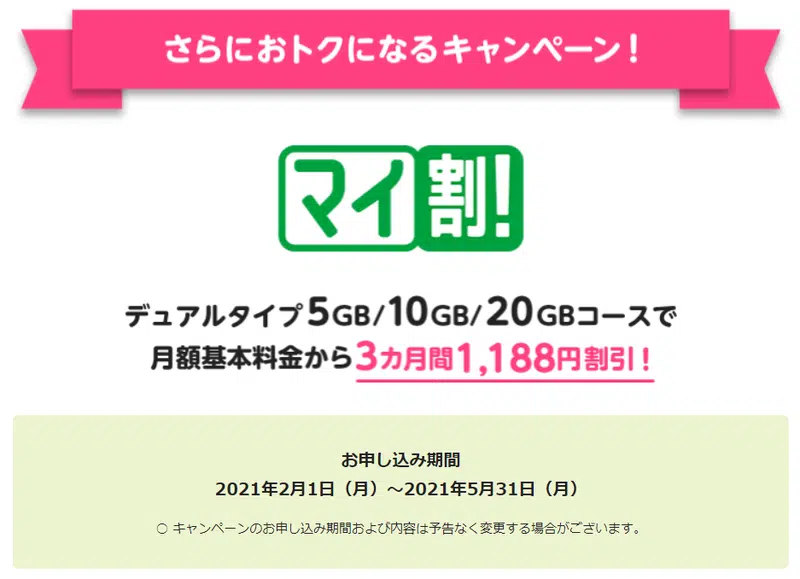 さらにおトクになるキャンペーン！
マイ割！
デュアルタイプ5GB/10GB/20GBコースで
月額基本料金から3カ月間1,188円割引！
お申し込み期間
2021年2月1日（月）～2021年5月31日（月）
○ キャンペーンのお申し込み期間および内容は予告なく変更する場合がございます。